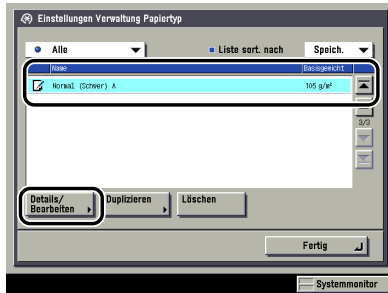 Einstellungen Verwaltung Papiertyp
Alle Liste sort. nach Speich.
Name Basisgewicht
Normal (Schwer) A 105 g/m²
3/3
Details/ Bearbeiten Duplizieren Löschen
Fertig
Systemmonitor